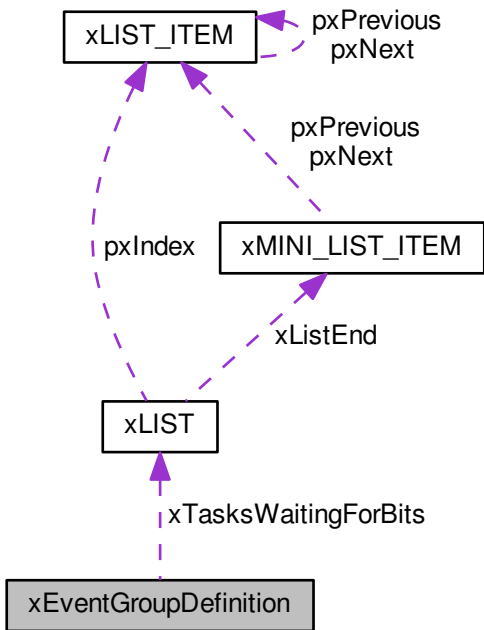 xLIST_ITEM
pxPrevious
pxNext
pxPrevious
pxNext
xMINI_LIST_ITEM
pxIndex
xListEnd
xLIST
xTasksWaitingForBits
xEventGroupDefinition